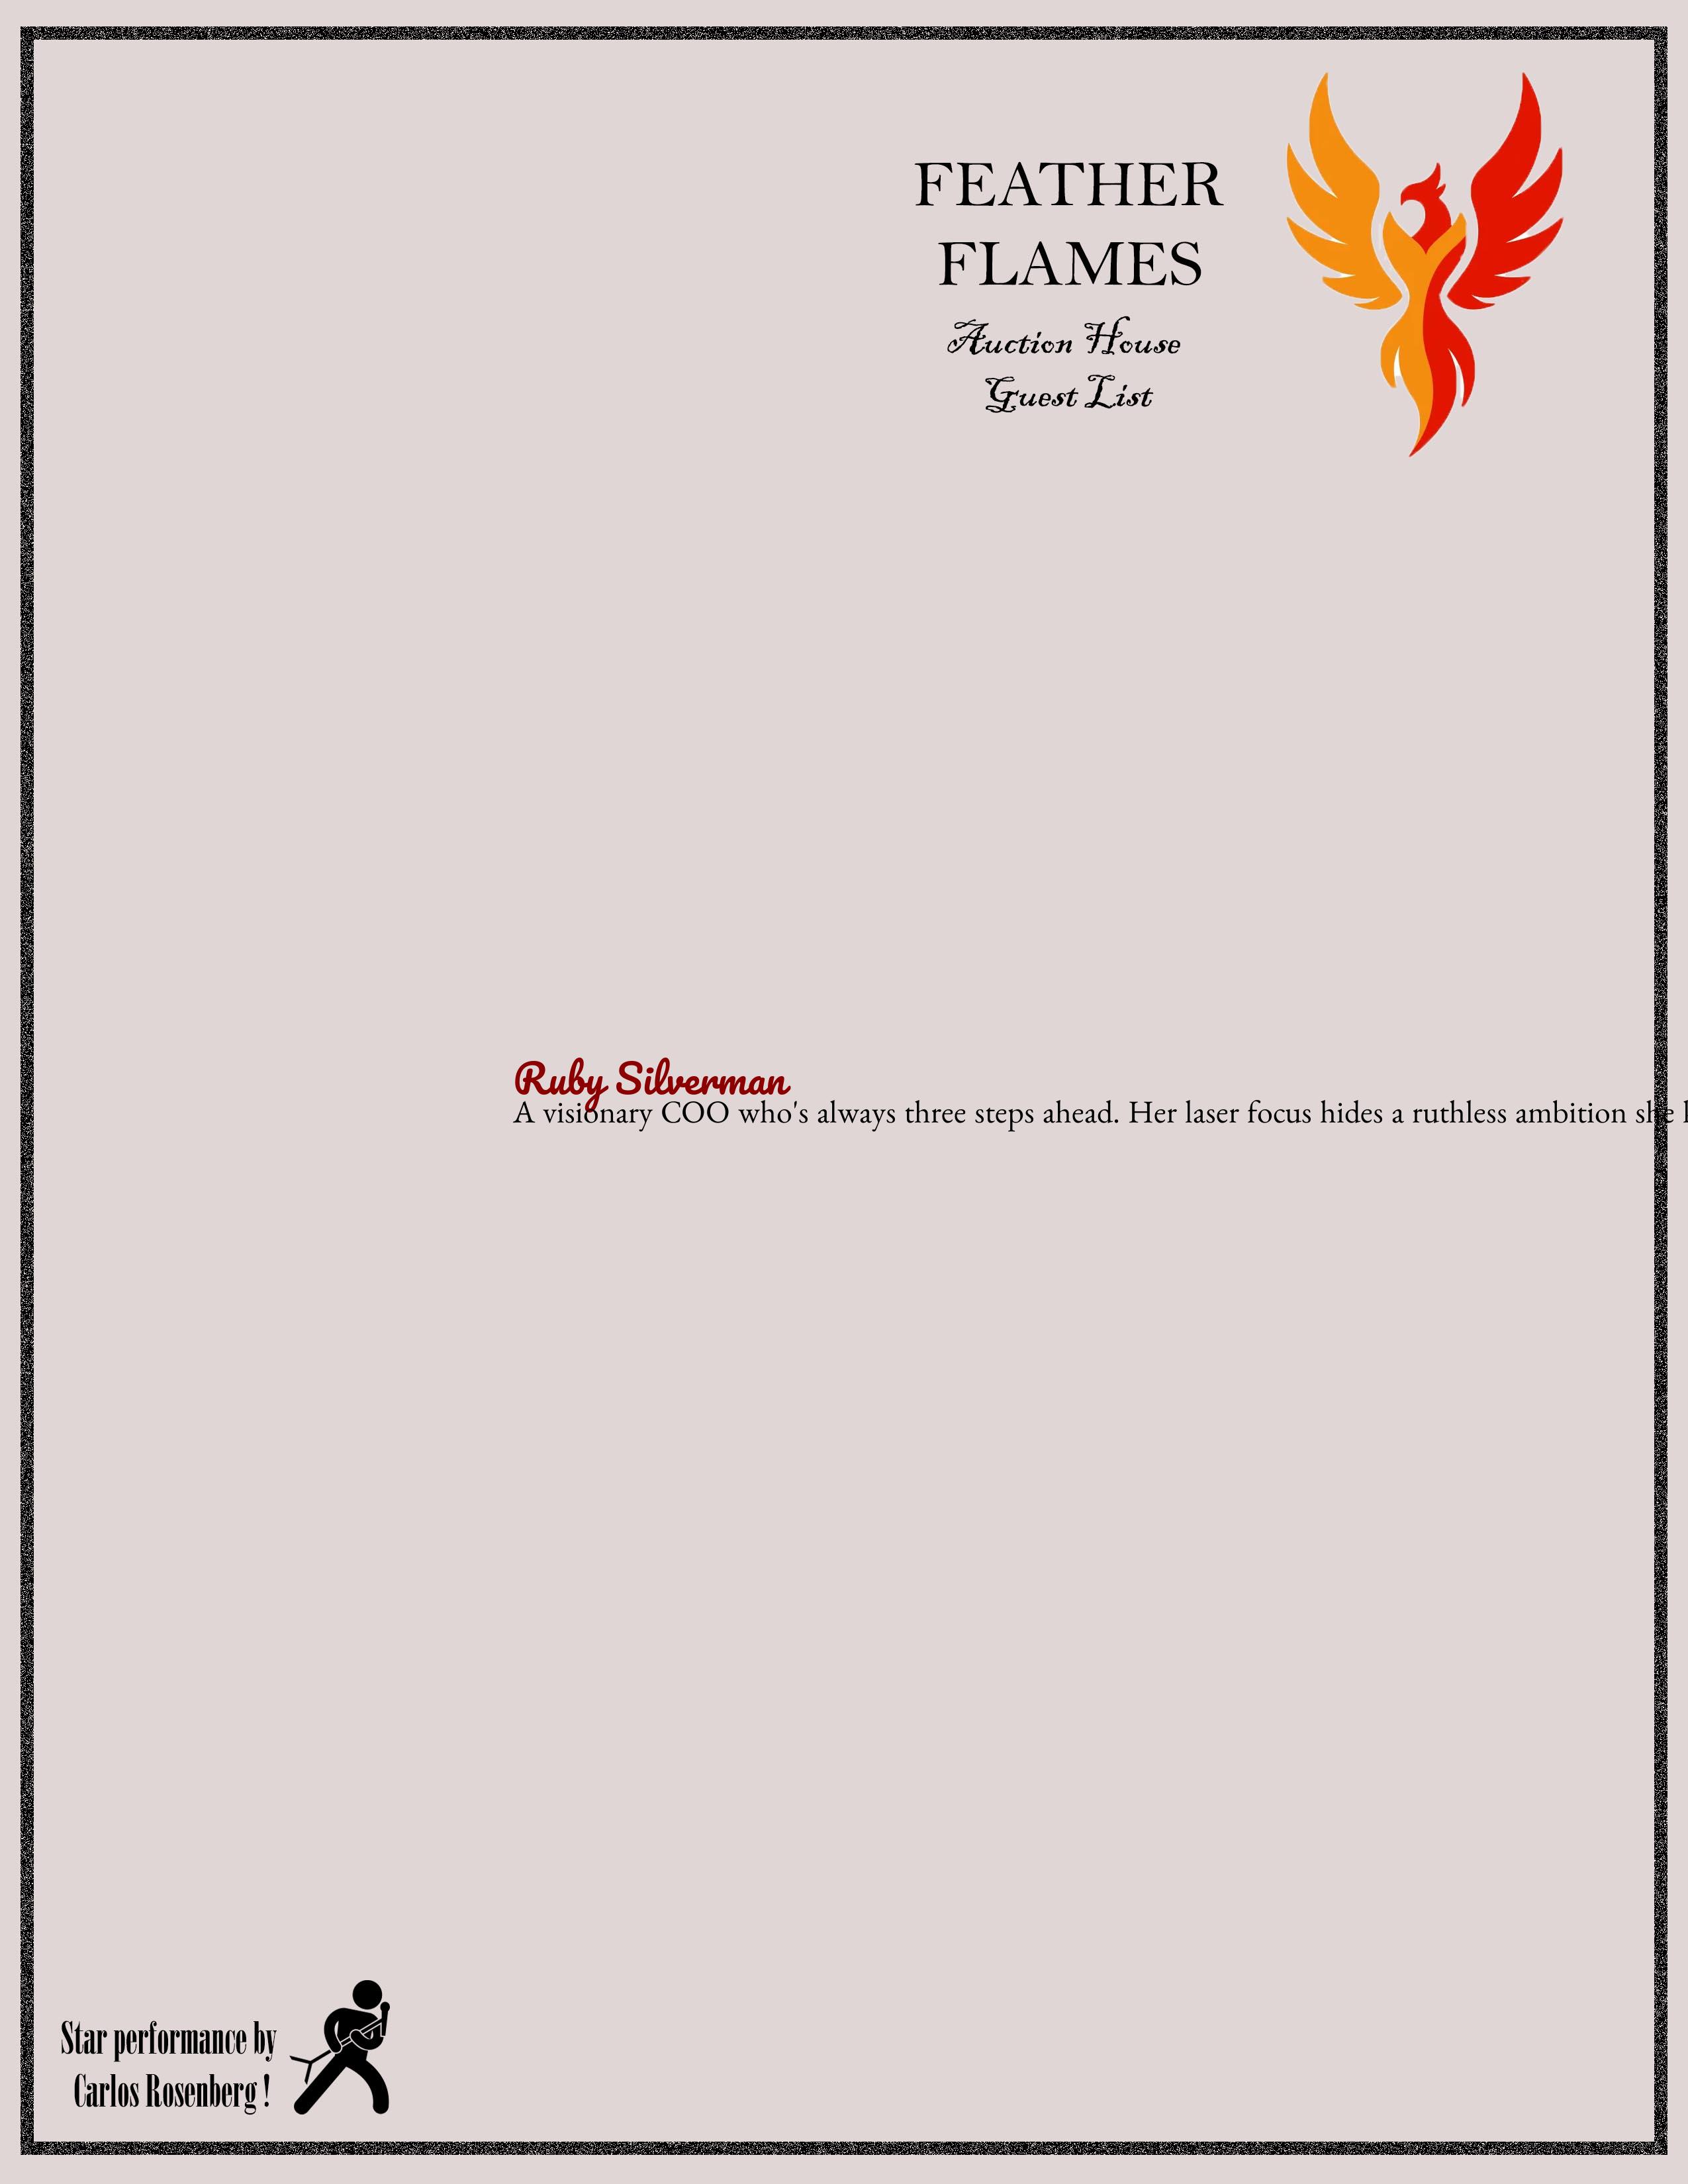 FEATHER
FLAMES
Auction House
Guest List
Ruby Silverman
A visionary COO who's always three steps ahead. Her laser focus hides a ruthless ambition she
Star performance by
Carlos Rosenberg !